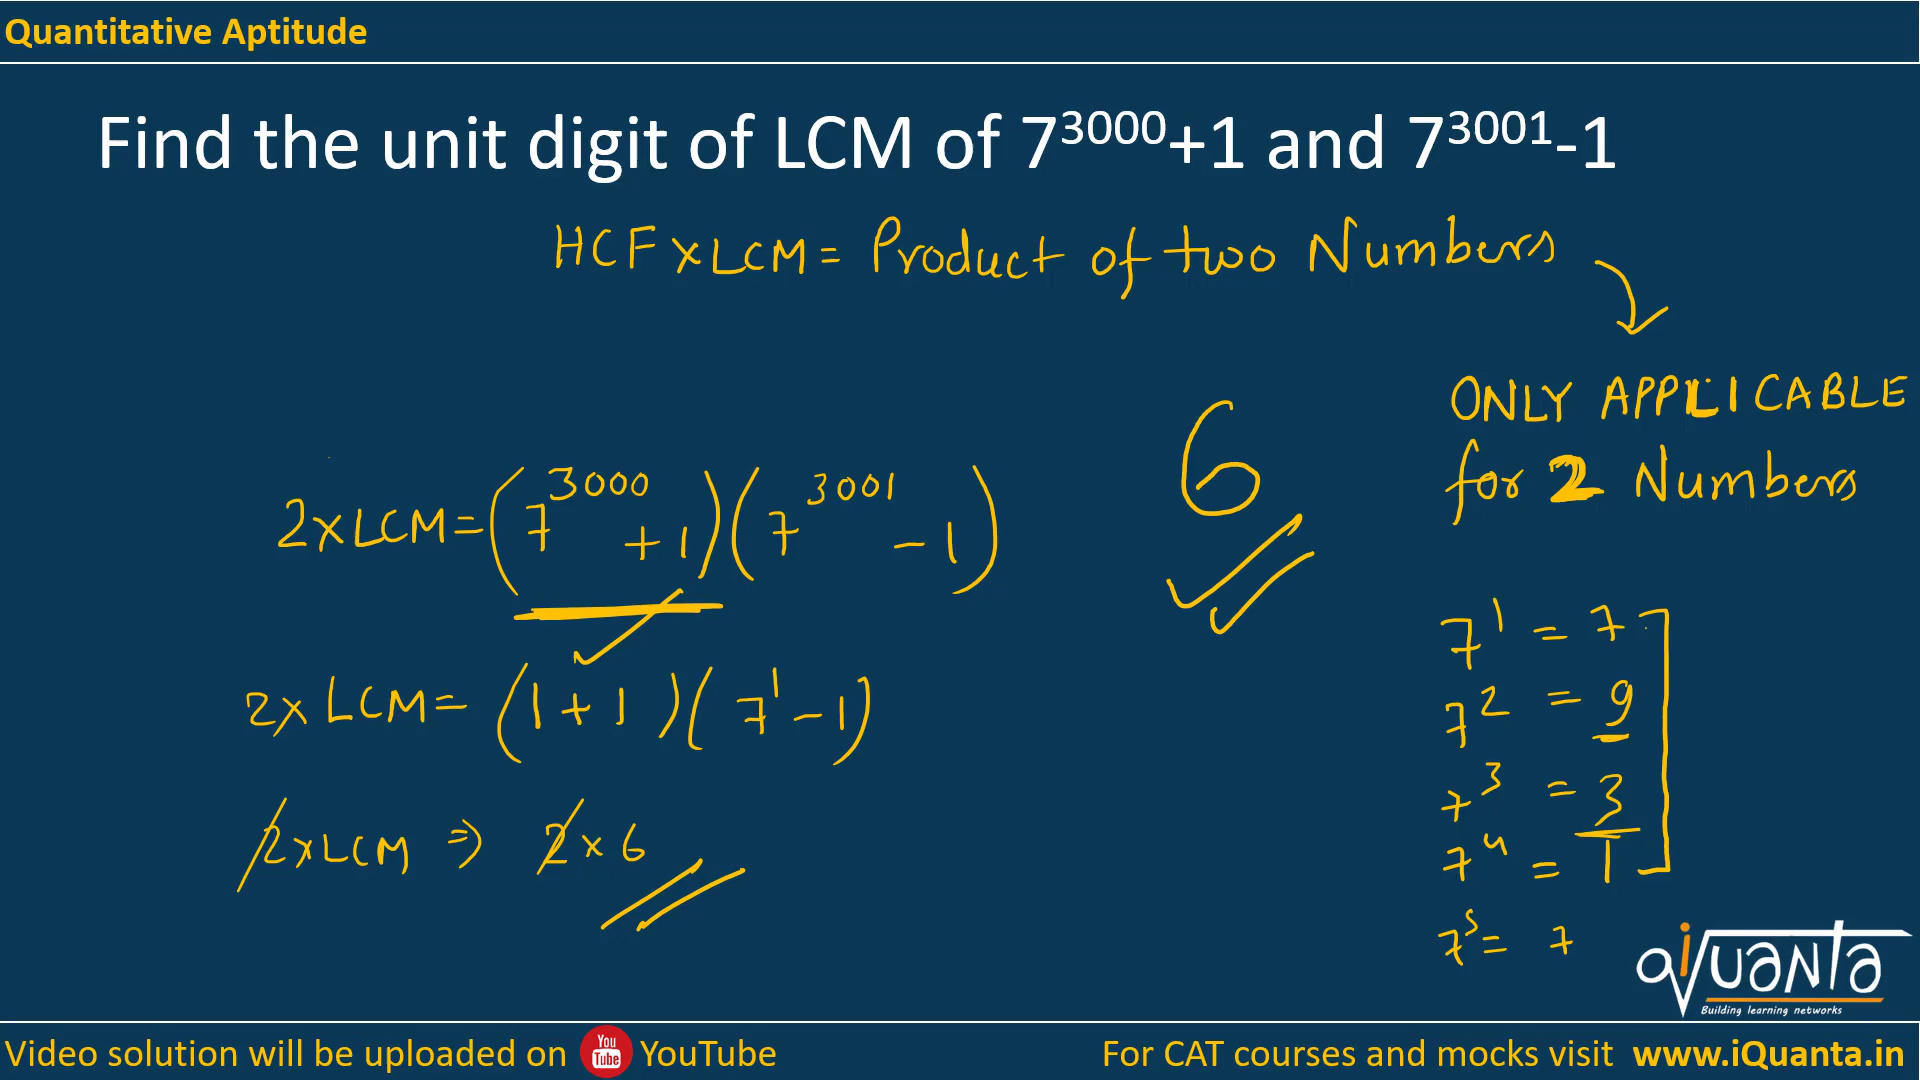 Quantitative Aptitude
Find the unit digit of LCM of 7³⁰⁰⁰+1 and 7³⁰⁰¹-1
HCF x LCM = Product of two Numbers
ONLY APPLICABLE
for 2 Numbers
6
2 x LCM = (7³⁰⁰⁰ + 1)(7³⁰⁰¹ - 1)
2 x LCM = (1 + 1)(7¹ - 1)
2 x LCM ⇒ 2 x 6
7¹ = 7
7² = 9
7³ = 3
7⁴ = 1
7⁵ = 7
iQuanta
Building learning networks
Video solution will be uploaded on You Tube YouTube
For CAT courses and mocks visit www.iQuanta.in